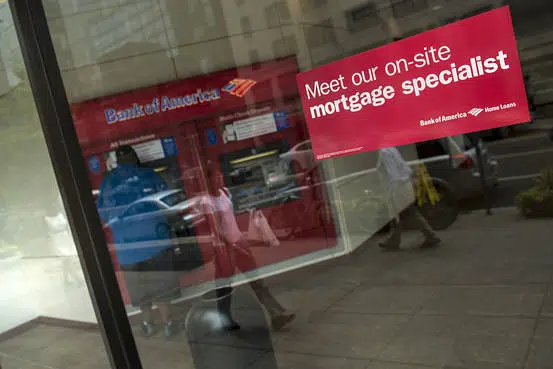 Meet our on-site
mortgage specialist
Bank of America Home Loans
Bank of America